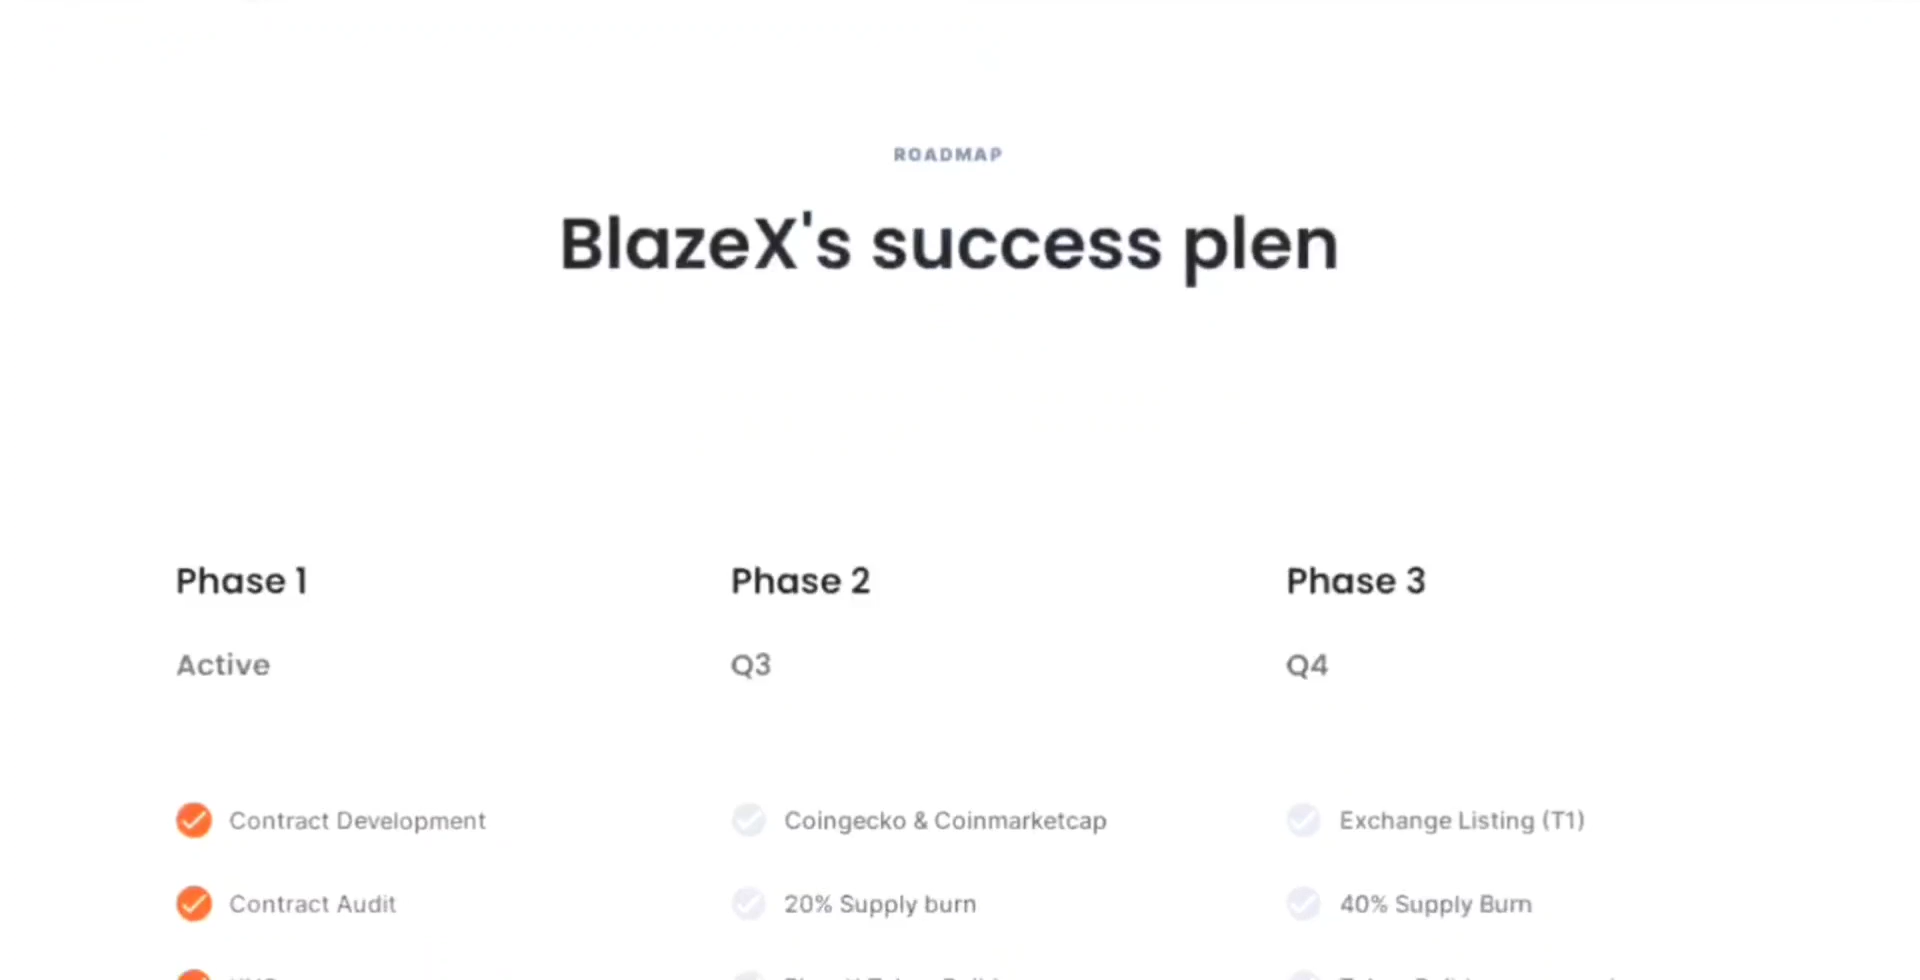 ROADMAP
BlazeX's success plen
Phase 1
Phase 2
Phase 3
Active
Q3
Q4
Contract Development
Coingecko & Coinmarketcap
Exchange Listing (T1)
Contract Audit
20% Supply burn
40% Supply Burn